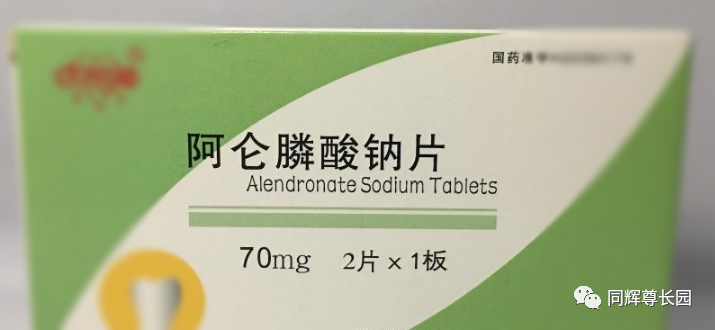 国药准字
阿仑膦酸钠片
Alendronate Sodium Tablets
70mg 2片×1板
同辉尊长园